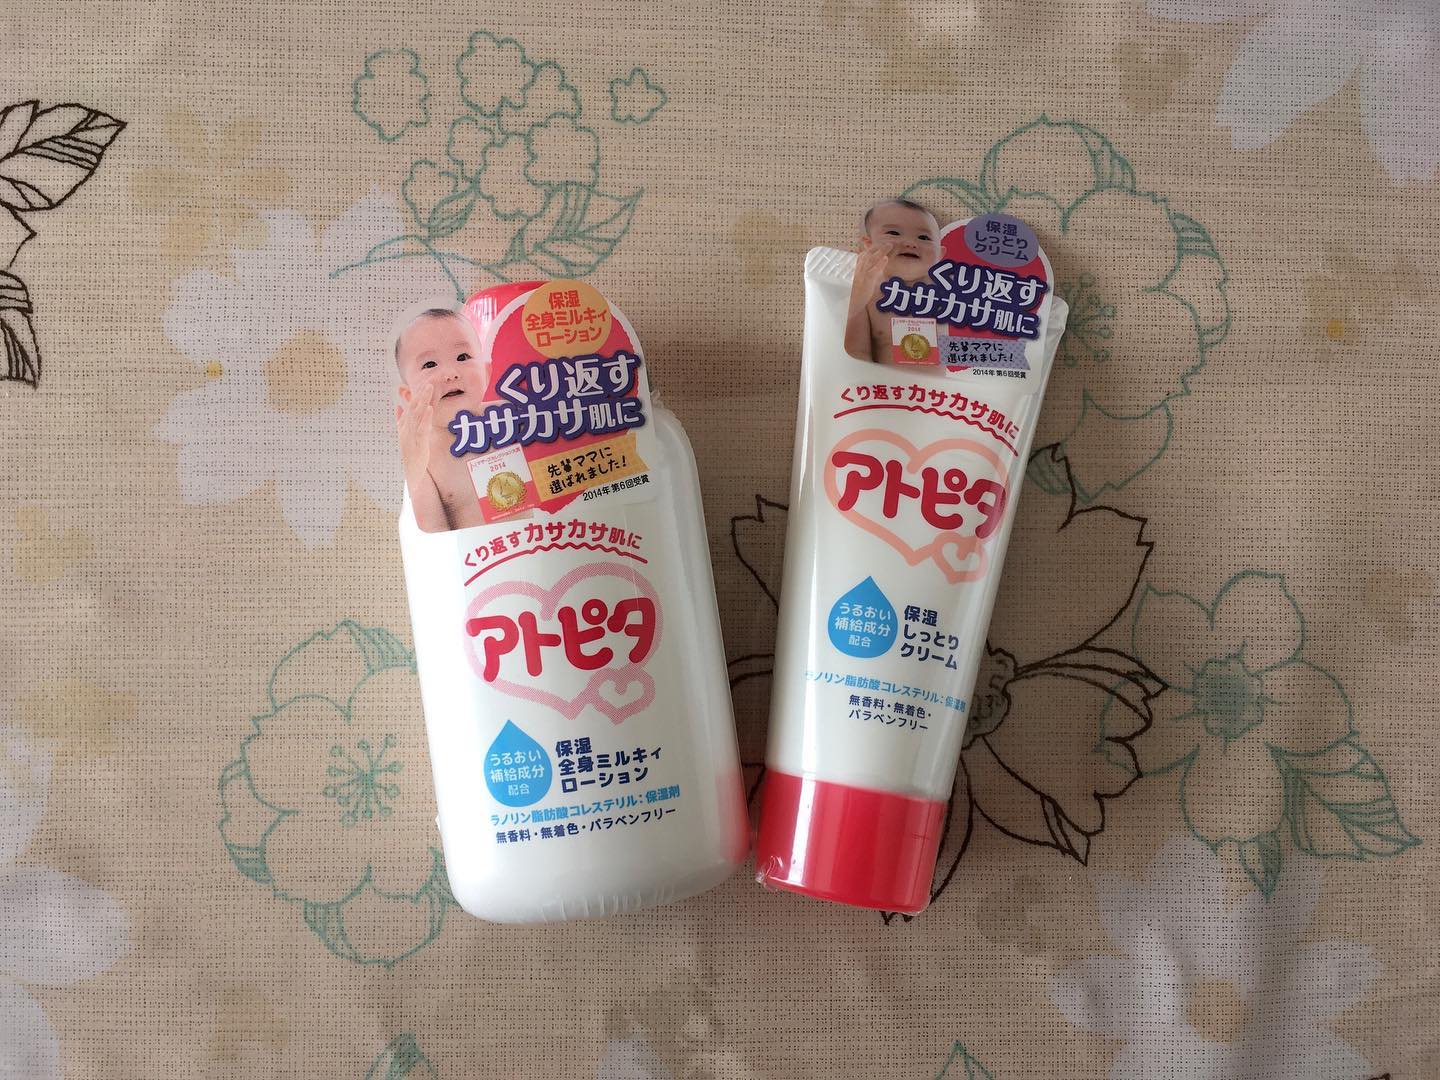 保湿
全身ミルキィ
ローション
くり返す
カサカサ肌に
2014
先輩ママに
選ばれました!
2014年 第6回受賞
くり返すカサカサ肌に
アトピタ
うるおい
補給成分
配合
保湿
全身ミルキィ
ローション
ラノリン脂肪酸コレステリル:保湿剤
無香料・無着色・パラベンフリー
保湿
しっとり
クリーム
くり返す
カサカサ肌に
2014
先輩ママに
選ばれました!
2014年 第6回受賞
くり返すカサカサ肌に
アトピタ
うるおい
補給成分
配合
保湿
しっとり
クリーム
ラノリン脂肪酸コレステリル:保湿剤
無香料・無着色・
パラベンフリー